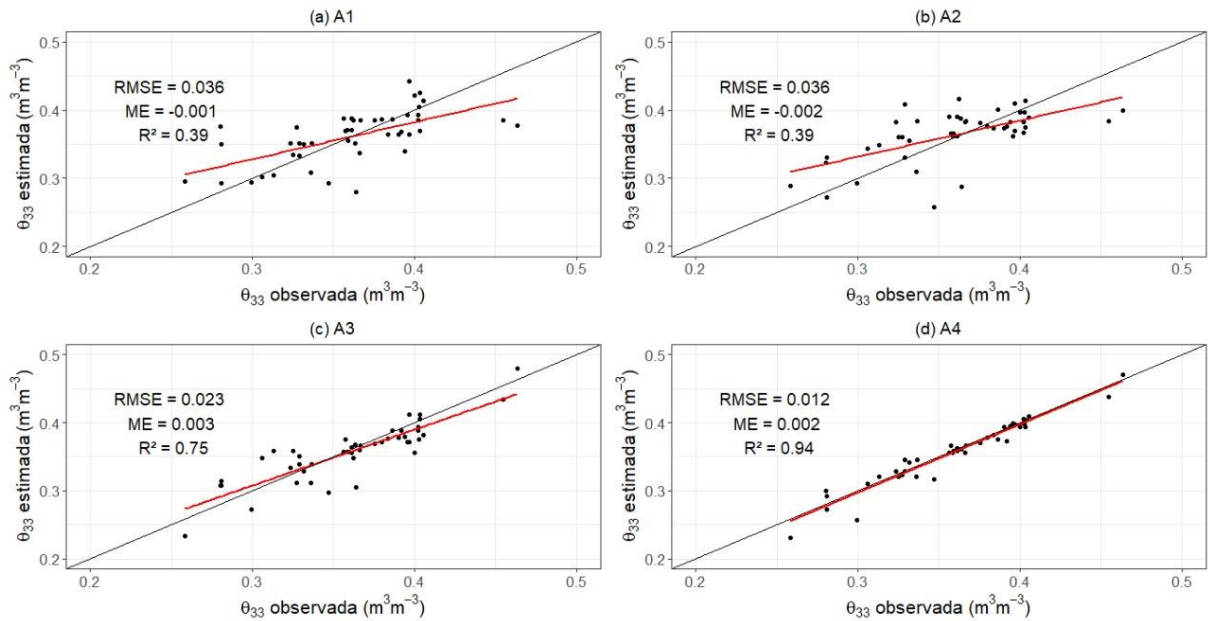 (a) A1
0.5
0.4
0.3
0.2
θ33 estimada (m³m⁻³)
RMSE = 0.036
ME = -0.001
R² = 0.39
0.2 0.3 0.4 0.5
θ33 observada (m³m⁻³)
(b) A2
0.5
0.4
0.3
0.2
θ33 estimada (m³m⁻³)
RMSE = 0.036
ME = -0.002
R² = 0.39
0.2 0.3 0.4 0.5
θ33 observada (m³m⁻³)
(c) A3
0.5
0.4
0.3
0.2
θ33 estimada (m³m⁻³)
RMSE = 0.023
ME = 0.003
R² = 0.75
0.2 0.3 0.4 0.5
θ33 observada (m³m⁻³)
(d) A4
0.5
0.4
0.3
0.2
θ33 estimada (m³m⁻³)
RMSE = 0.012
ME = 0.002
R² = 0.94
0.2 0.3 0.4 0.5
θ33 observada (m³m⁻³)